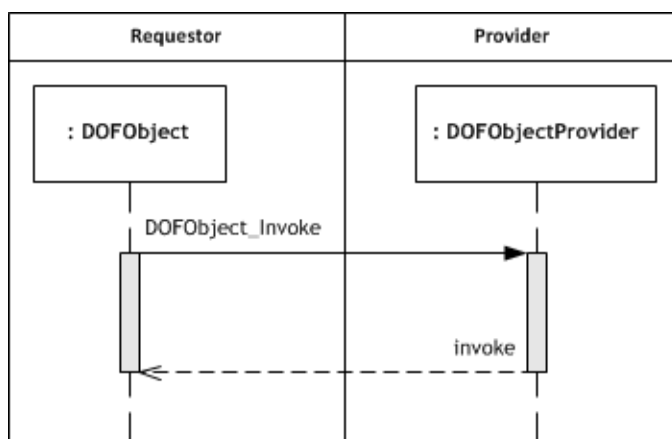 Requestor
Provider
: DOFObject
: DOFObjectProvider
DOFObject_Invoke
invoke